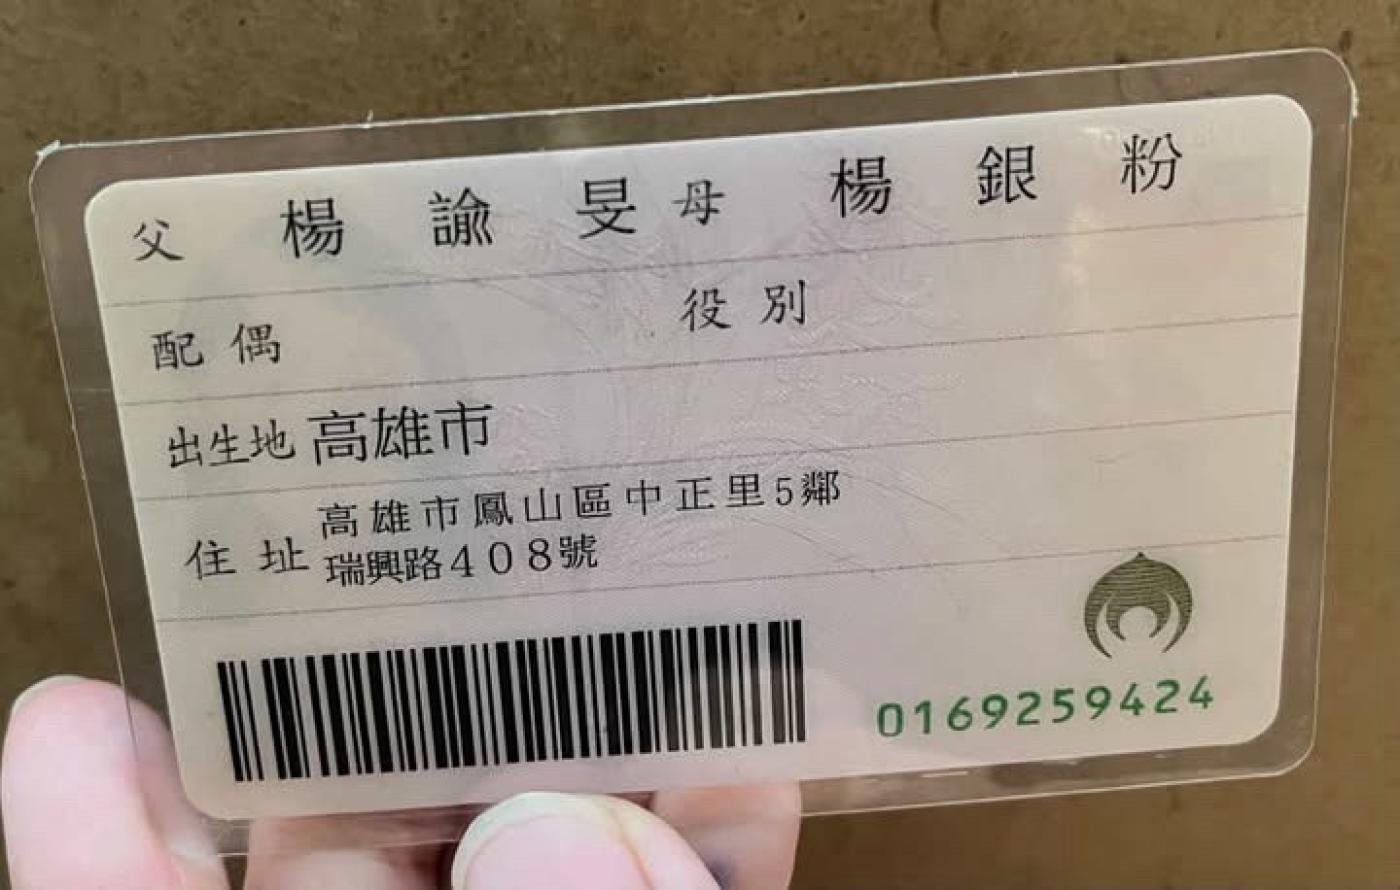 父 楊諭旻 母 楊銀粉
配偶 役別
出生地 高雄市
住址 高雄市鳳山區中正里5鄰
瑞興路408號
0169259424